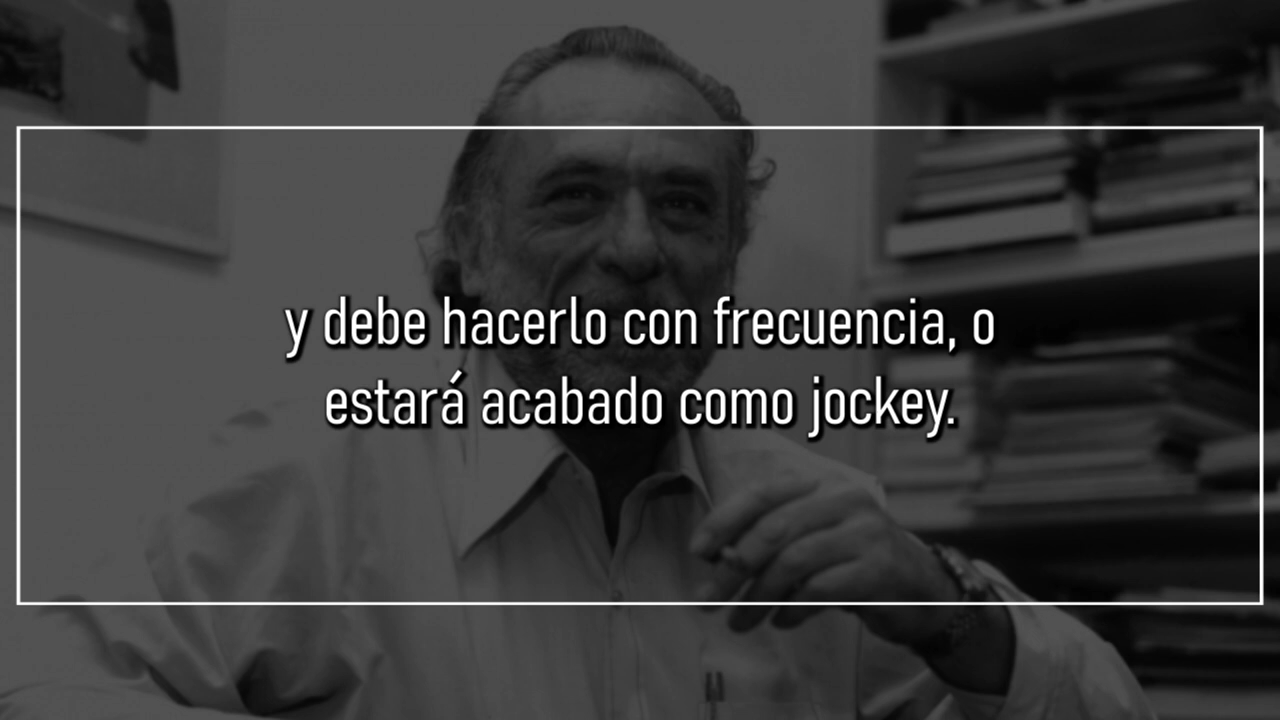 y debe hacerlo con frecuencia, o
estará acabado como jockey.